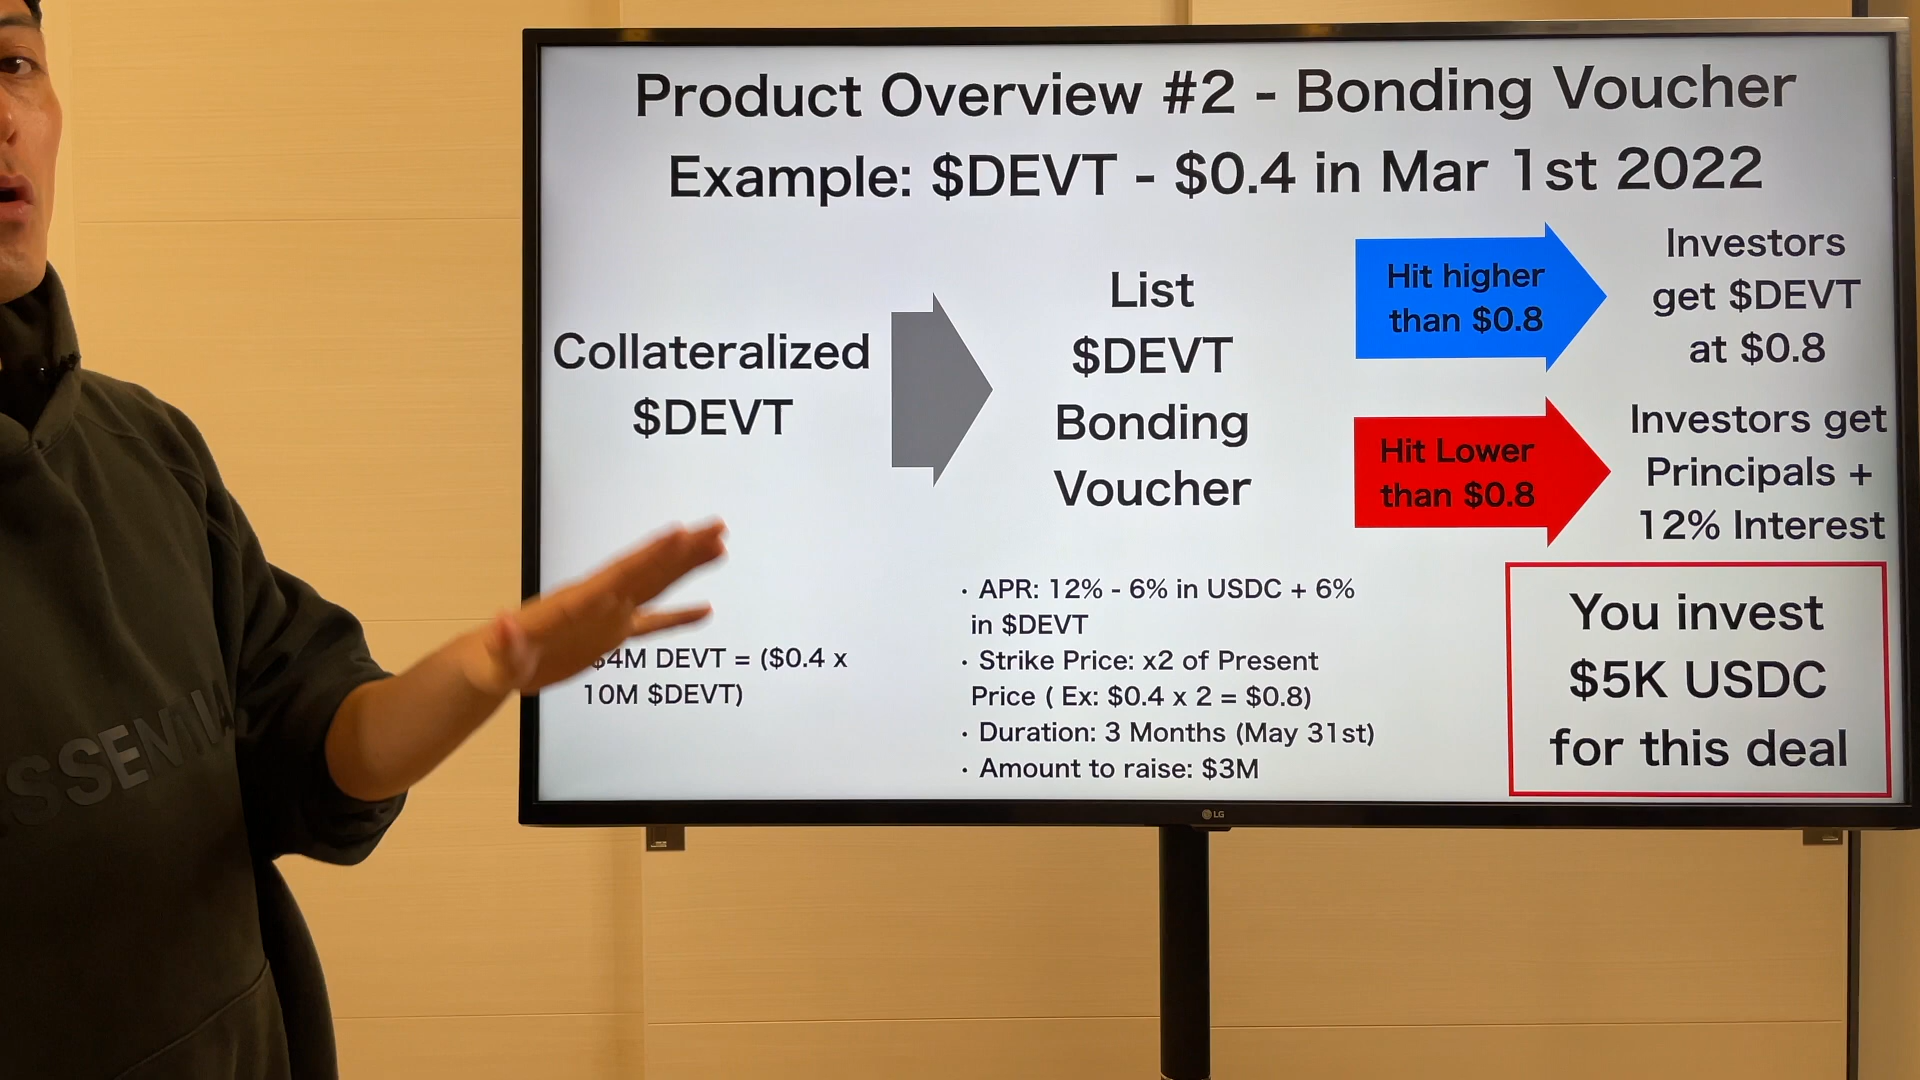 Product Overview #2 - Bonding Voucher
Example: $DEVT - $0.4 in Mar 1st 2022
Collateralized
$DEVT
$4M DEVT = ($0.4 x
10M $DEVT)
List
$DEVT
Bonding
Voucher
· APR: 12% - 6% in USDC + 6%
in $DEVT
· Strike Price: x2 of Present
Price ( Ex: $0.4 x 2 = $0.8)
· Duration: 3 Months (May 31st)
· Amount to raise: $3M
Hit higher
than $0.8
Investors
get $DEVT
at $0.8
Hit Lower
than $0.8
Investors get
Principals +
12% Interest
You invest
$5K USDC
for this deal
LG